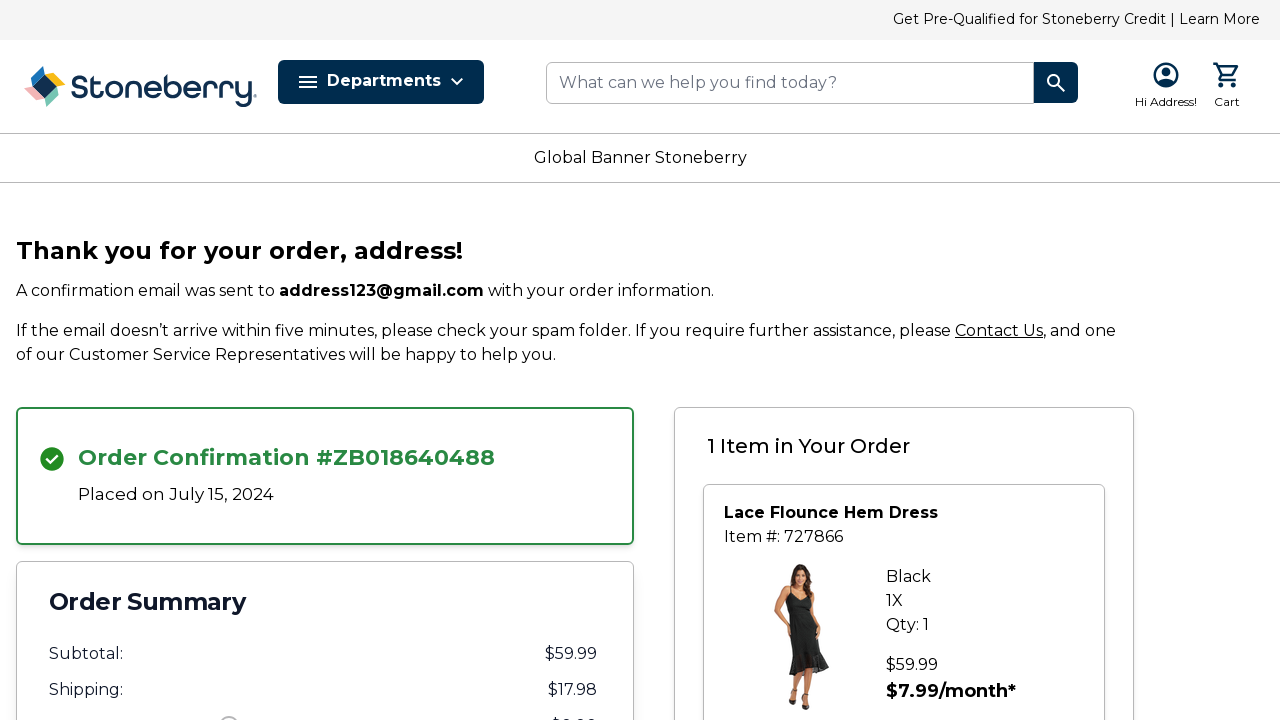 Get Pre-Qualified for Stoneberry Credit | Learn More
Stoneberry
Departments
What can we help you find today?
Hi Address!
Cart
Global Banner Stoneberry
Thank you for your order, address!
A confirmation email was sent to address123@gmail.com with your order information.
If the email doesn’t arrive within five minutes, please check your spam folder. If you require further assistance, please Contact Us, and one
of our Customer Service Representatives will be happy to help you.
Order Confirmation #ZB018640488
Placed on July 15, 2024
Order Summary
Subtotal: $59.99
Shipping: $17.98
1 Item in Your Order
Lace Flounce Hem Dress
Item #: 727866
Black
1X
Qty: 1
$59.99
$7.99/month*